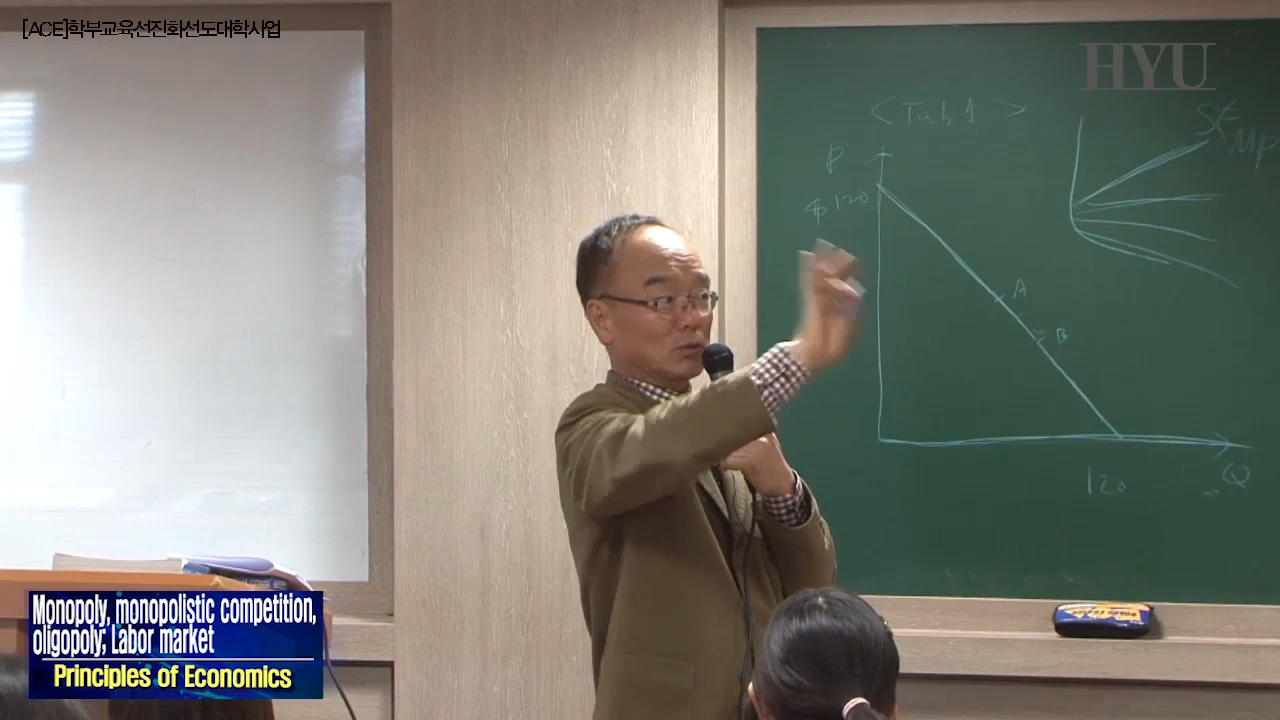 [ACE]학부교육선진화선도대학사업
HYU
< Tab 1 >
P
$120
A
B
120
Q
Monopoly, monopolistic competition,
oligopoly; Labor market
Principles of Economics